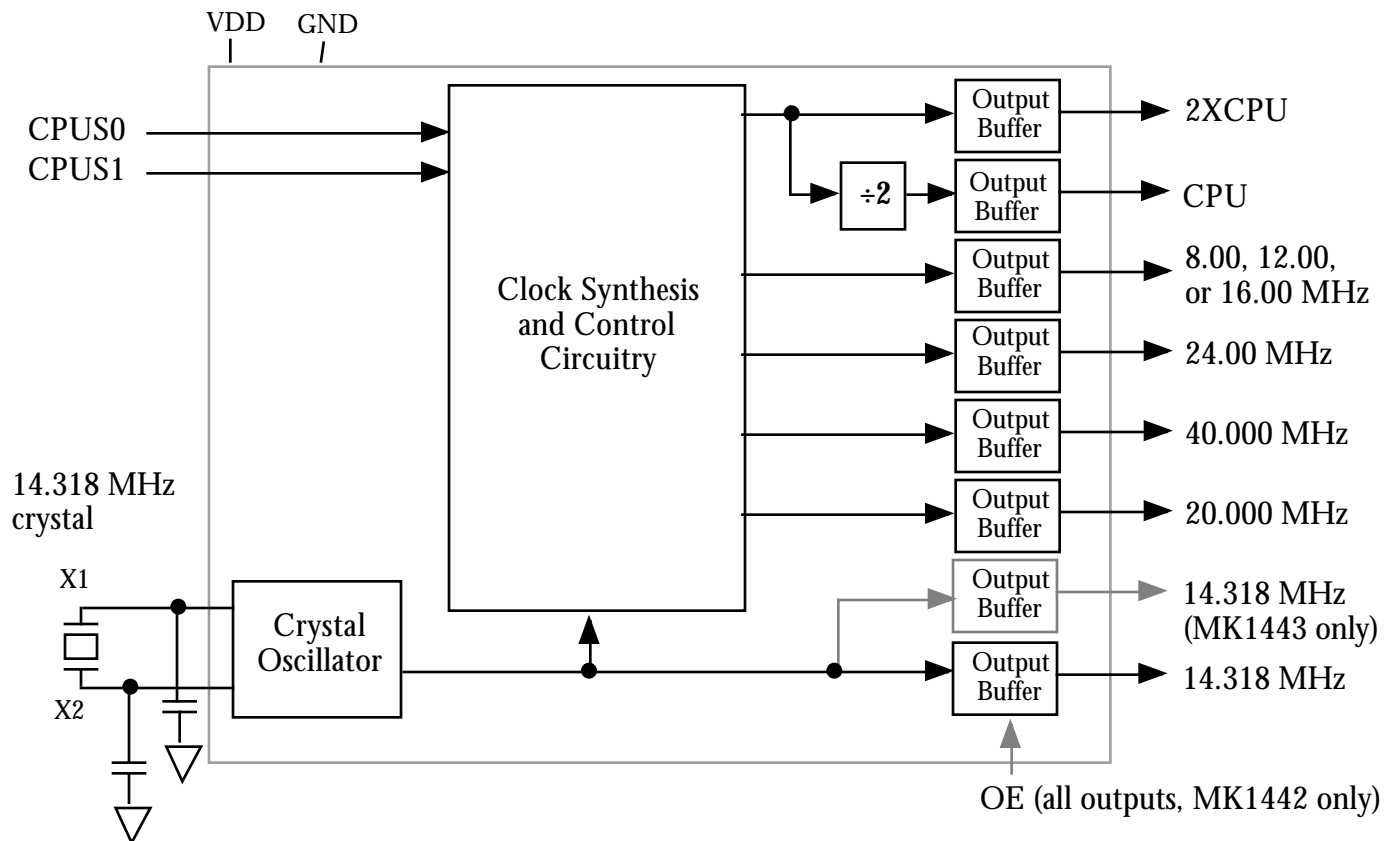 VDD
GND
CPUS0
CPUS1
Clock Synthesis
and Control
Circuitry
÷2
Output
Buffer
2XCPU
Output
Buffer
CPU
Output
Buffer
8.00, 12.00,
or 16.00 MHz
Output
Buffer
24.00 MHz
Output
Buffer
40.000 MHz
Output
Buffer
20.000 MHz
14.318 MHz
crystal
X1
X2
Crystal
Oscillator
Output
Buffer
14.318 MHz
(MK1443 only)
Output
Buffer
14.318 MHz
OE (all outputs, MK1442 only)